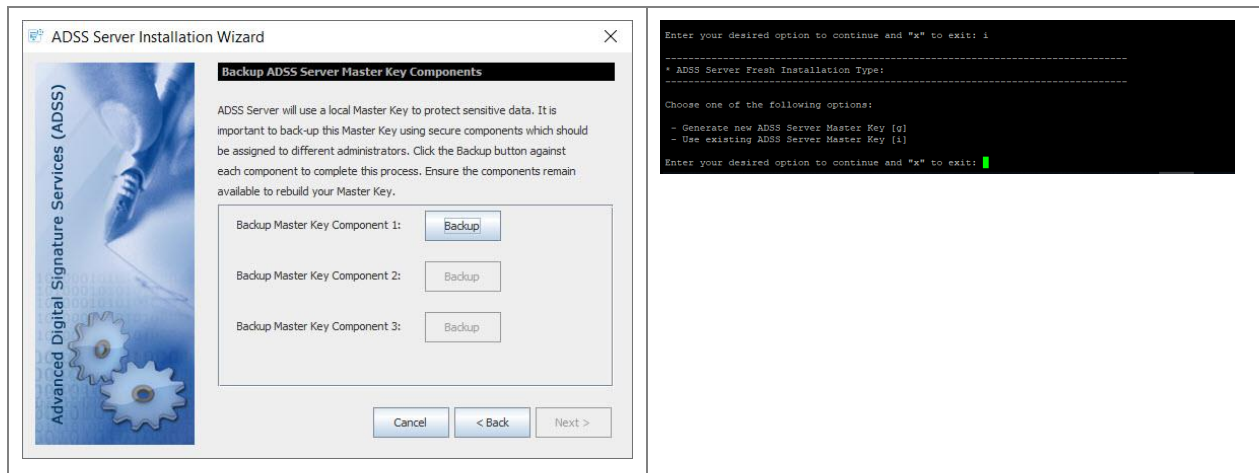 ADSS Server Installation Wizard
Advanced Digital Signature Services (ADSS)
Backup ADSS Server Master Key Components
ADSS Server will use a local Master Key to protect sensitive data. It is
important to back-up this Master Key using secure components which should
be assigned to different administrators. Click the Backup button against
each component to complete this process. Ensure the components remain
available to rebuild your Master Key.
Backup Master Key Component 1: Backup
Backup Master Key Component 2: Backup
Backup Master Key Component 3: Backup
Cancel < Back Next >
Enter your desired option to continue and "x" to exit: i
--------------------------------------------------------------------------------
* ADSS Server Fresh Installation Type:
--------------------------------------------------------------------------------
Choose one of the following options:
- Generate new ADSS Server Master Key [g]
- Use existing ADSS Server Master Key [i]
Enter your desired option to continue and "x" to exit: